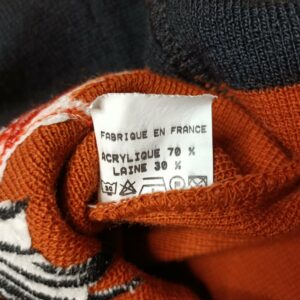 FABRIQUE EN FRANCE
ACRYLIQUE 70 %
LAINE 30 %